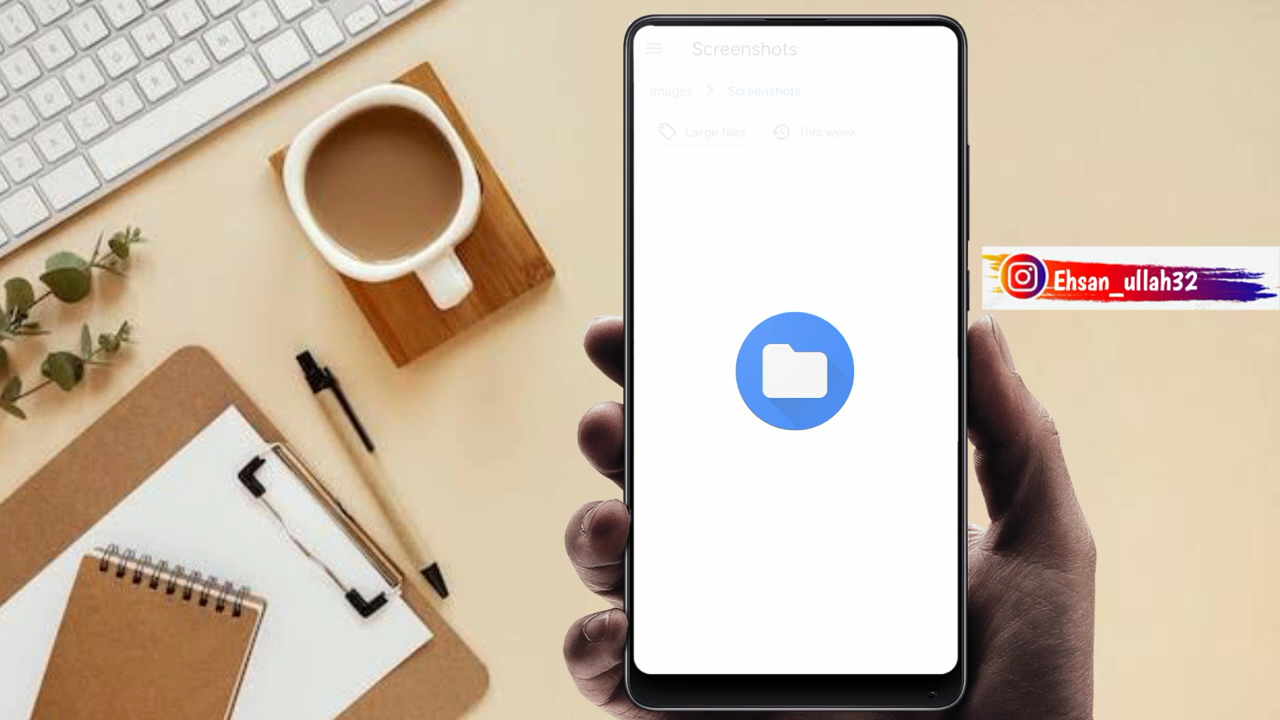 Screenshots
Images > Screenshots
Large files
This week
Ehsan_ullah32